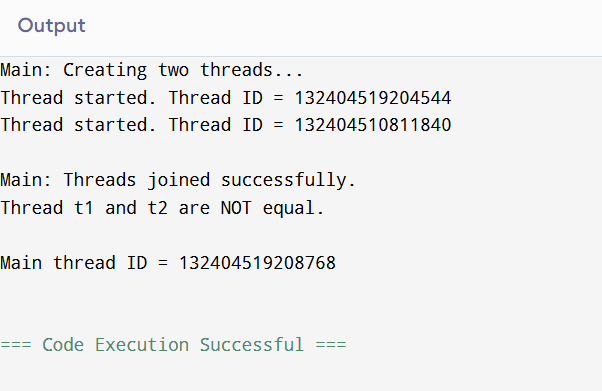 Output
Main: Creating two threads...
Thread started. Thread ID = 132404519204544
Thread started. Thread ID = 132404510811840
Main: Threads joined successfully.
Thread t1 and t2 are NOT equal.
Main thread ID = 132404519208768
=== Code Execution Successful ===